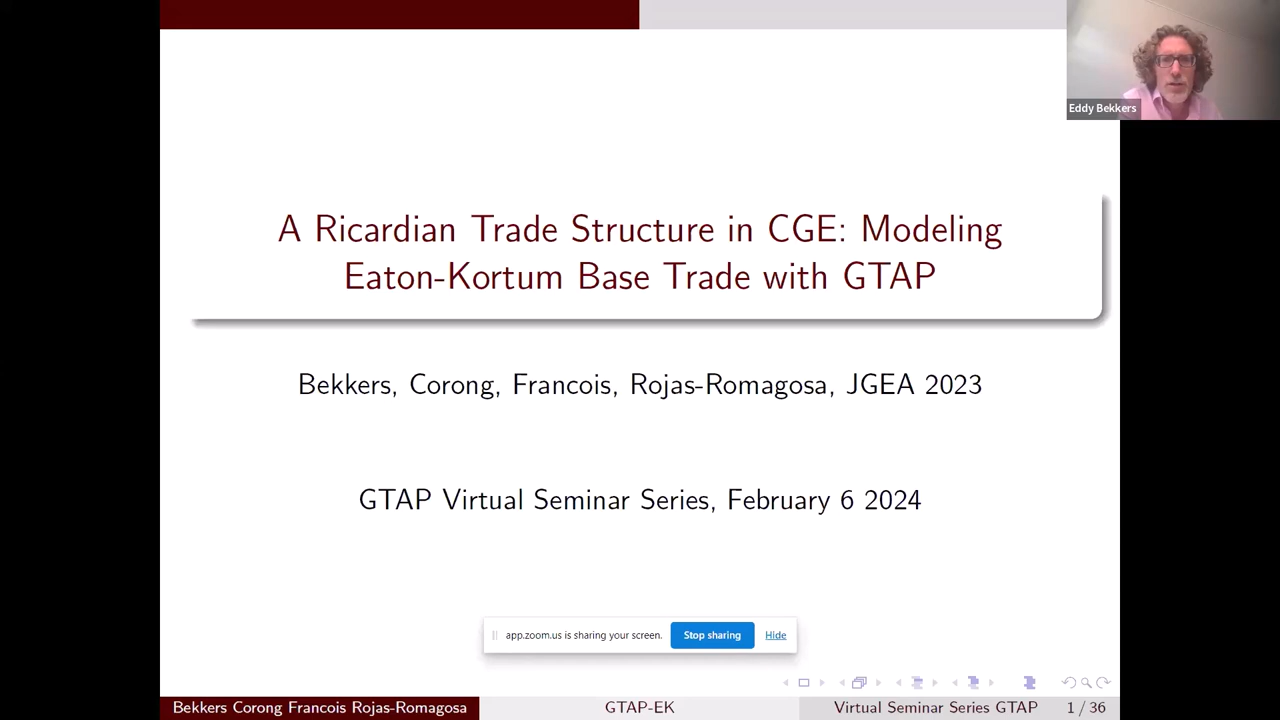 Eddy Bekkers
A Ricardian Trade Structure in CGE: Modeling
Eaton-Kortum Base Trade with GTAP
Bekkers, Corong, Francois, Rojas-Romagosa, JGEA 2023
GTAP Virtual Seminar Series, February 6 2024
app.zoom.us is sharing your screen. Stop sharing Hide
Bekkers Corong Francois Rojas-Romagosa GTAP-EK Virtual Seminar Series GTAP 1 / 36